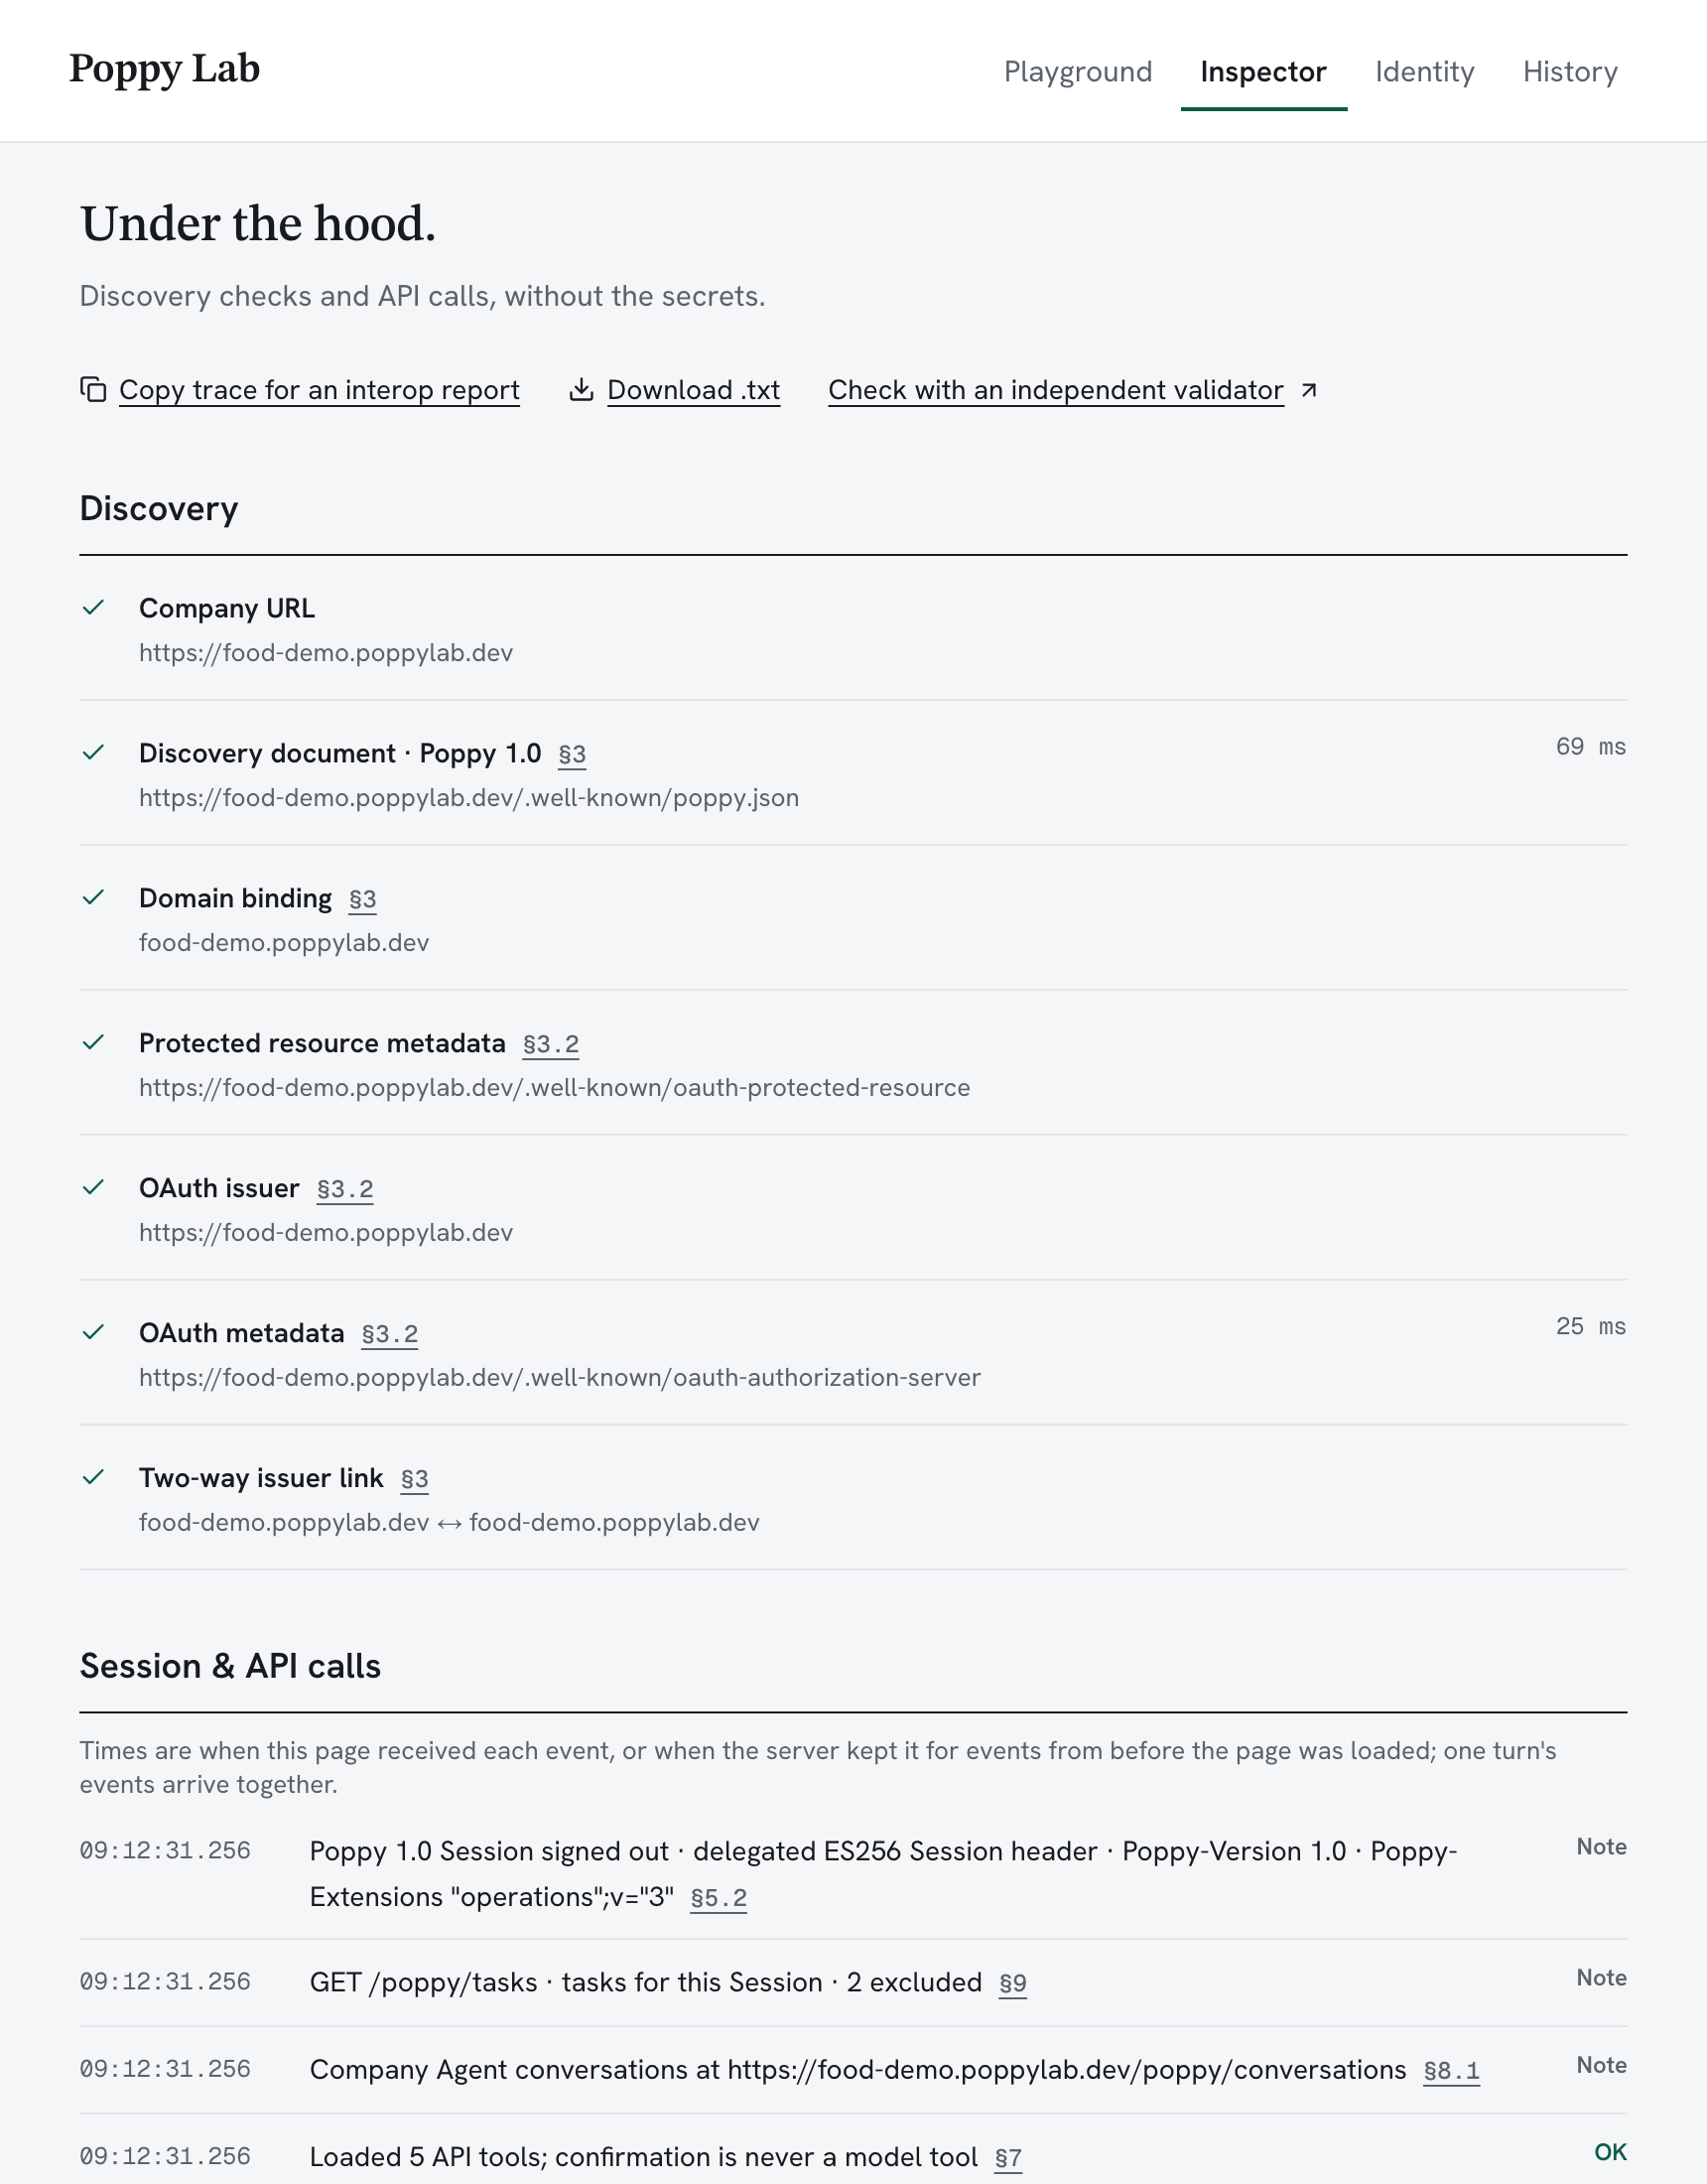 Poppy Lab
Playground
Inspector
Identity
History
Under the hood.
Discovery checks and API calls, without the secrets.
Copy trace for an interop report
Download .txt
Check with an independent validator ↗
Discovery
Company URL
https://food-demo.poppylab.dev
Discovery document · Poppy 1.0 §3
69 ms
https://food-demo.poppylab.dev/.well-known/poppy.json
Domain binding §3
food-demo.poppylab.dev
Protected resource metadata §3.2
https://food-demo.poppylab.dev/.well-known/oauth-protected-resource
OAuth issuer §3.2
https://food-demo.poppylab.dev
OAuth metadata §3.2
25 ms
https://food-demo.poppylab.dev/.well-known/oauth-authorization-server
Two-way issuer link §3
food-demo.poppylab.dev ↔ food-demo.poppylab.dev
Session & API calls
Times are when this page received each event, or when the server kept it for events from before the page was loaded; one turn's
events arrive together.
09:12:31.256
Poppy 1.0 Session signed out · delegated ES256 Session header · Poppy-Version 1.0 · Poppy-
Extensions "operations";v="3" §5.2
Note
09:12:31.256
GET /poppy/tasks · tasks for this Session · 2 excluded §9
Note
09:12:31.256
Company Agent conversations at https://food-demo.poppylab.dev/poppy/conversations §8.1
Note
09:12:31.256
Loaded 5 API tools; confirmation is never a model tool §7
OK